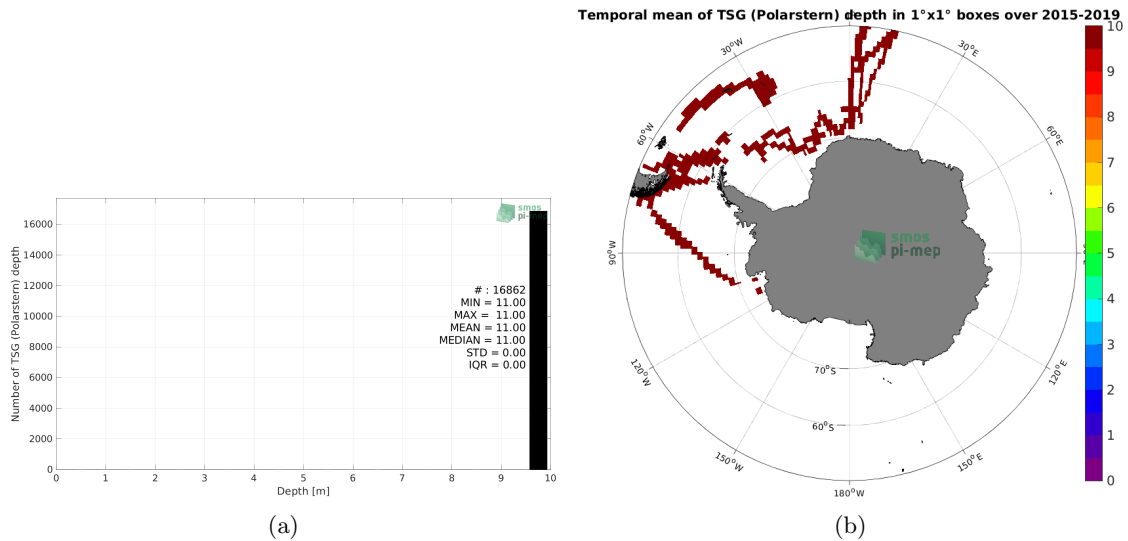 Temporal mean of TSG (Polarstern) depth in 1°x1° boxes over 2015-2019
Number of TSG (Polarstern) depth
16000
14000
12000
10000
8000
6000
4000
2000
0
smos
pi-mep
# : 16862
MIN = 11.00
MAX = 11.00
MEAN = 11.00
MEDIAN = 11.00
STD = 0.00
IQR = 0.00
0 1 2 3 4 5 6 7 8 9 10
Depth [m]
(a)
30°W
30°E
60°W
60°E
90°W
120°W
120°E
150°W
150°E
180°W
70°S
60°S
smos
pi-mep
10
9
8
7
6
5
4
3
2
1
0
(b)